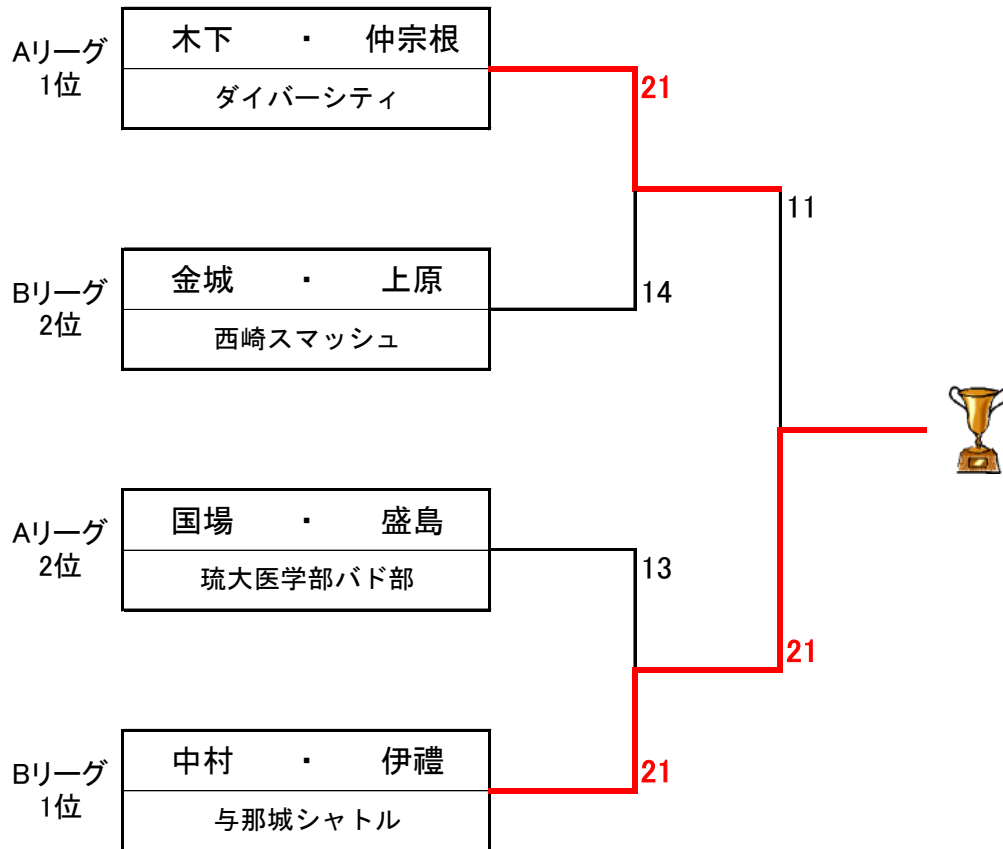 Aリーグ
1位
木下 ・ 仲宗根
ダイバーシティ
21
11
Bリーグ
2位
金城 ・ 上原
西崎スマッシュ
14
Aリーグ
2位
国場 ・ 盛島
琉大医学部バド部
13
21
Bリーグ
1位
中村 ・ 伊禮
与那城シャトル
21